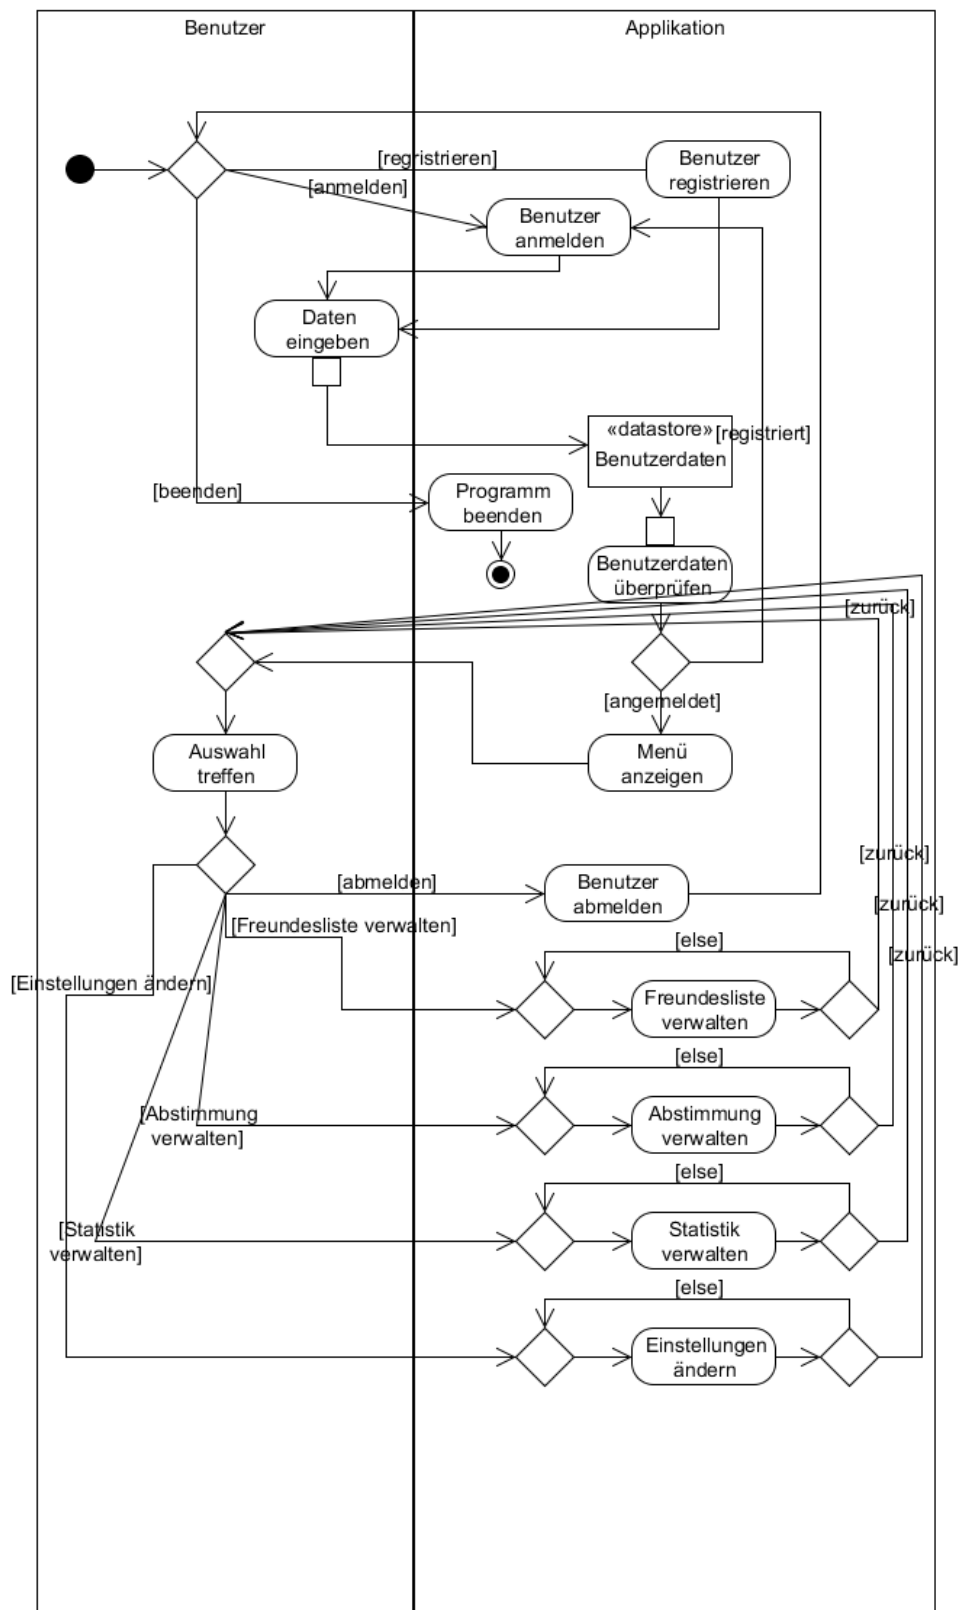 Benutzer
Applikation
[regristrieren]
Benutzer
registrieren
[anmelden]
Benutzer
anmelden
Daten
eingeben
«datastore»
Benutzerdaten
[registriert]
[beenden]
Programm
beenden
Benutzerdaten
überprüfen
[zurück]
[angemeldet]
Auswahl
treffen
Menü
anzeigen
[zurück]
[abmelden]
Benutzer
abmelden
[zurück]
[Freundesliste verwalten]
[else]
[zurück]
[Einstellungen ändern]
Freundesliste
verwalten
[else]
[Abstimmung
verwalten]
Abstimmung
verwalten
[else]
[Statistik
verwalten]
Statistik
verwalten
[else]
Einstellungen
ändern